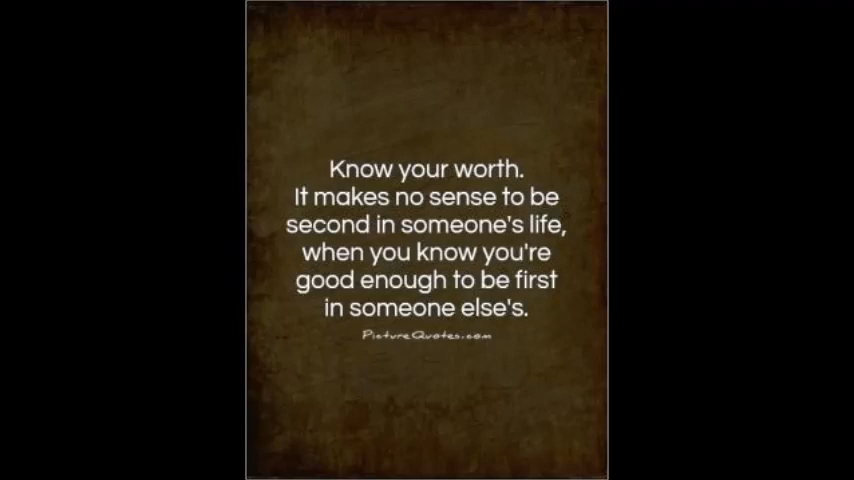 Know your worth.
It makes no sense to be
second in someone's life,
when you know you're
good enough to be first
in someone else's.
PictureQuotes.com